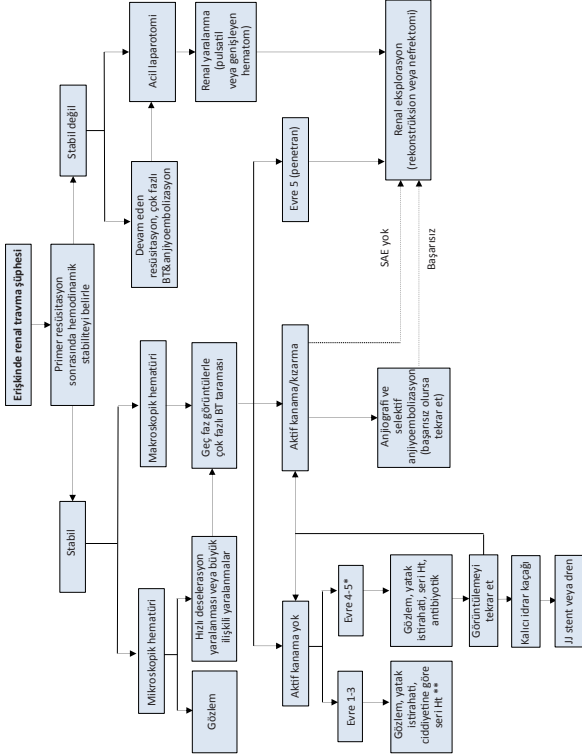 Erişkinde renal travma şüphesi
Primer resüsitasyon
sonrasında hemodinamik
stabiliteyi belirle
Stabil
Stabil değil
Mikroskopik hematüri
Makroskopik hematüri
Devam eden
resüsitasyon, çok fazlı
BT&anjiyoembolizasyon
Acil laparotomi
Gözlem
Hızlı deselerasyon
yaralanması veya büyük
ilişkili yaralanmalar
Geç faz görüntülerle
çok fazlı BT taraması
Renal yaralanma
(pulsatil
veya genişleyen
hematom)
Aktif kanama yok
Aktif kanama/kızarma
Evre 5 (penetran)
Evre 1-3
Evre 4-5*
Gözlem, yatak
istirahati,
ciddiyetine göre
seri Ht **
Gözlem, yatak
istirahati, seri Ht,
antibiyotik
Anjiografi ve
selektif
anjiyoembolizasyon
(başarısız olursa
tekrar et)
SAE yok
Başarısız
Renal eksplorasyon
(rekonstrüksion veya nefrektomi)
Görüntülemeyi
tekrar et
Kalıcı idrar kaçağı
JJ stent veya dren